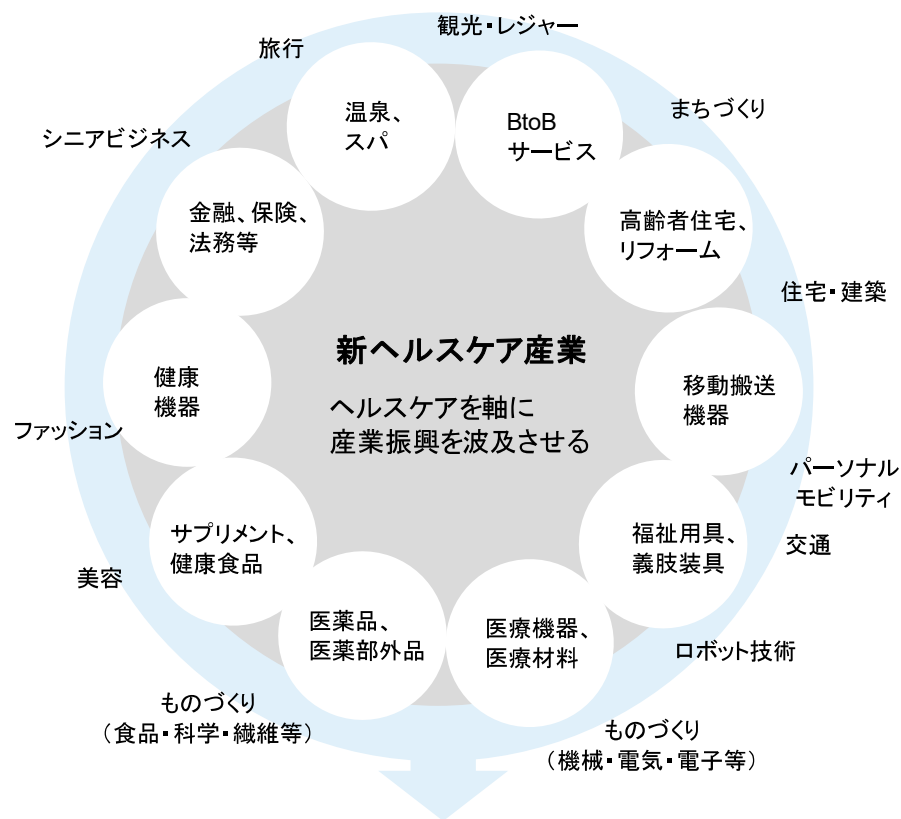 観光・レジャー
旅行
まちづくり
シニアビジネス
温泉、
スパ
BtoB
サービス
金融、保険、
法務等
高齢者住宅、
リフォーム
住宅・建築
新ヘルスケア産業
ヘルスケアを軸に
産業振興を波及させる
健康
機器
移動搬送
機器
ファッション
パーソナル
モビリティ
交通
サプリメント、
健康食品
福祉用具、
義肢装具
美容
医薬品、
医薬部外品
医療機器、
医療材料
ロボット技術
ものづくり
（食品・科学・繊維等）
ものづくり
（機械・電気・電子等）